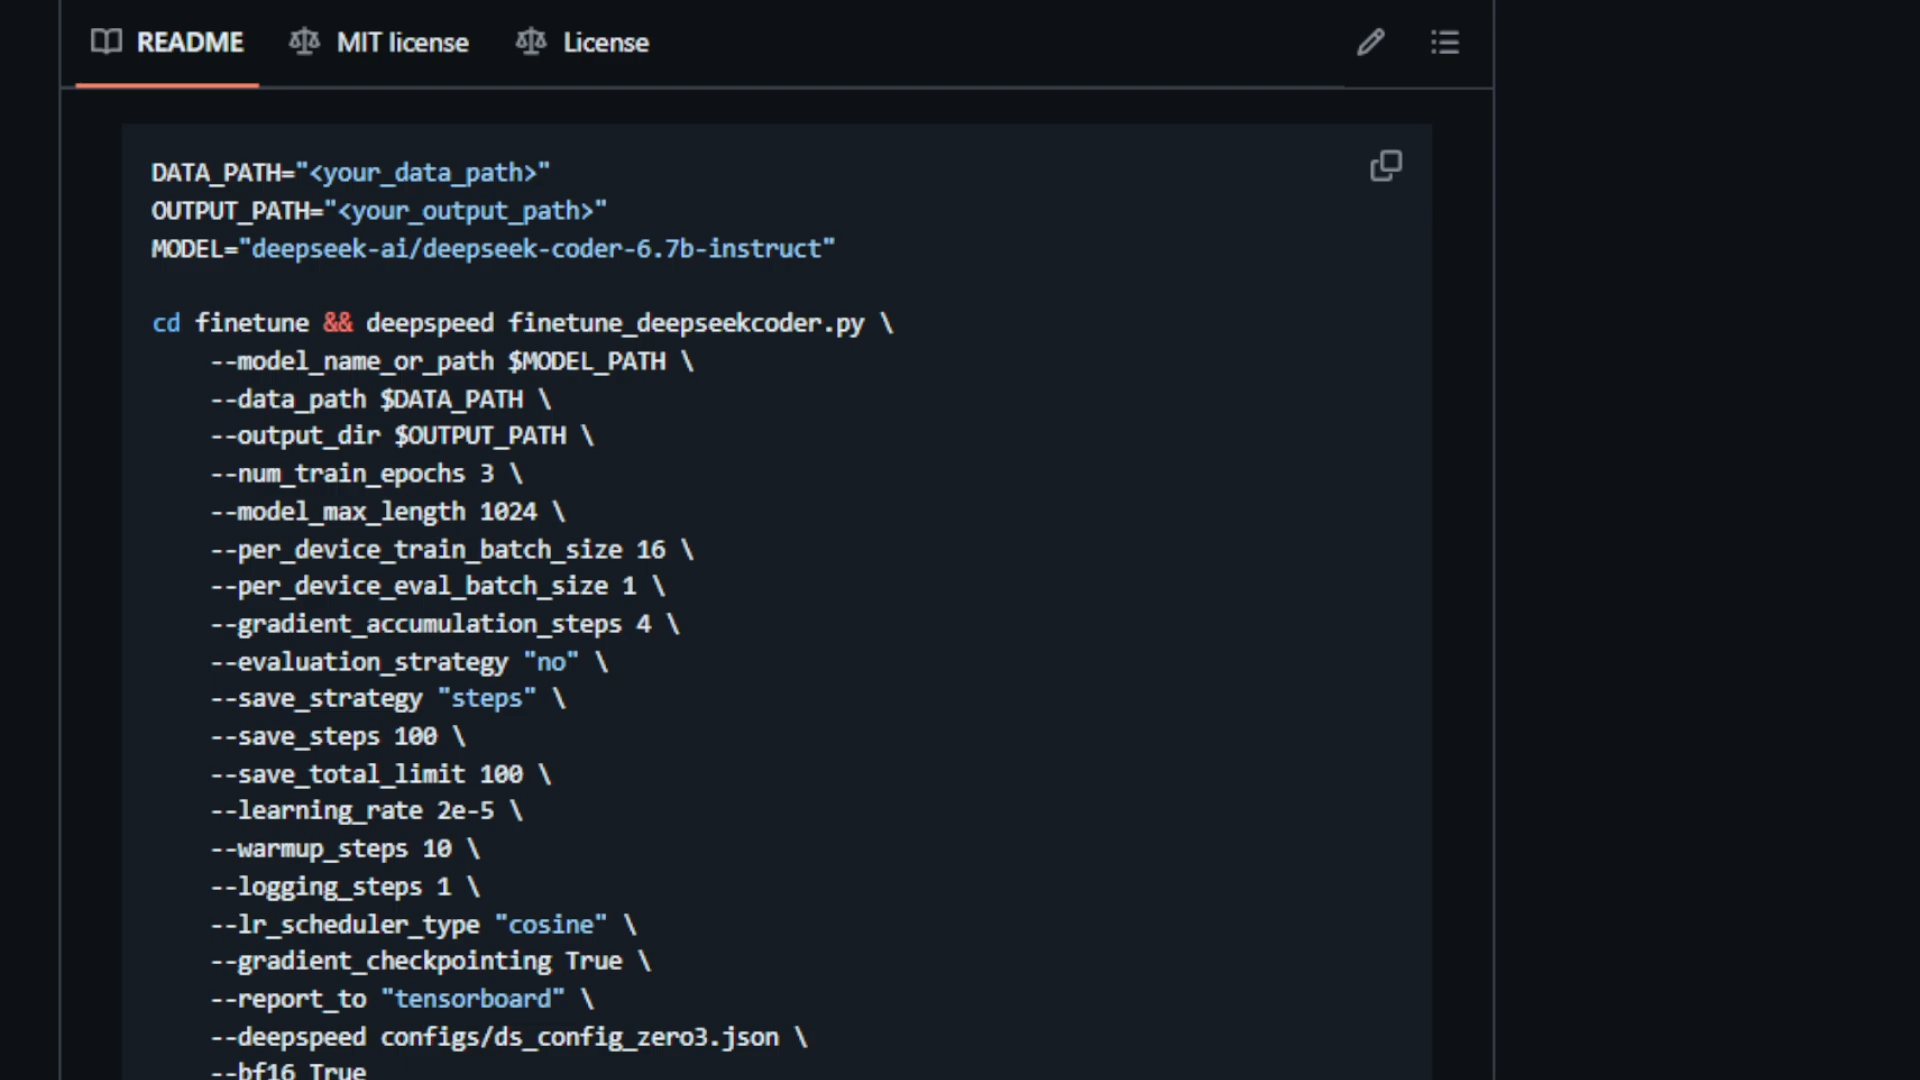 README MIT license License
DATA_PATH="<your_data_path>"
OUTPUT_PATH="<your_output_path>"
MODEL="deepseek-ai/deepseek-coder-6.7b-instruct"
cd finetune && deepspeed finetune_deepseekcoder.py \
--model_name_or_path $MODEL_PATH \
--data_path $DATA_PATH \
--output_dir $OUTPUT_PATH \
--num_train_epochs 3 \
--model_max_length 1024 \
--per_device_train_batch_size 16 \
--per_device_eval_batch_size 1 \
--gradient_accumulation_steps 4 \
--evaluation_strategy "no" \
--save_strategy "steps" \
--save_steps 100 \
--save_total_limit 100 \
--learning_rate 2e-5 \
--warmup_steps 10 \
--logging_steps 1 \
--lr_scheduler_type "cosine" \
--gradient_checkpointing True \
--report_to "tensorboard" \
--deepspeed configs/ds_config_zero3.json \
--bf16 True